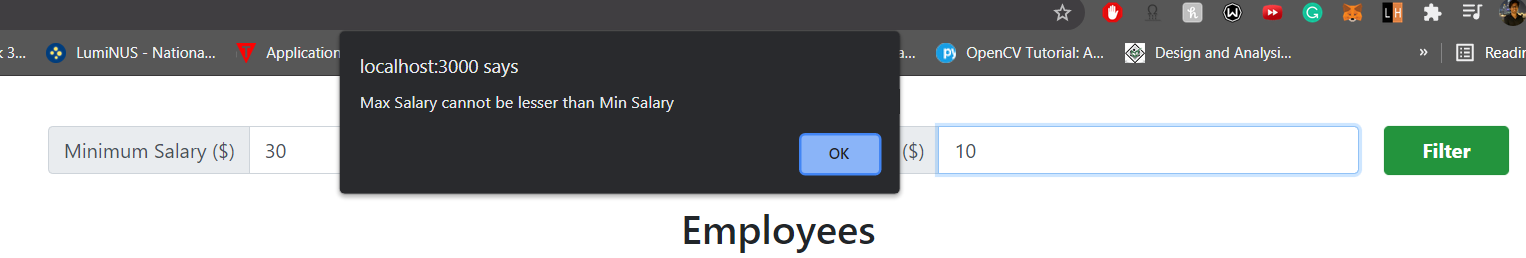 k 3... LumiNUS - Nationa... Application a... OpenCV Tutorial: A... Design and Analysi... » Readin
localhost:3000 says
Max Salary cannot be lesser than Min Salary
OK
Minimum Salary ($) 30 ($) 10 Filter
Employees